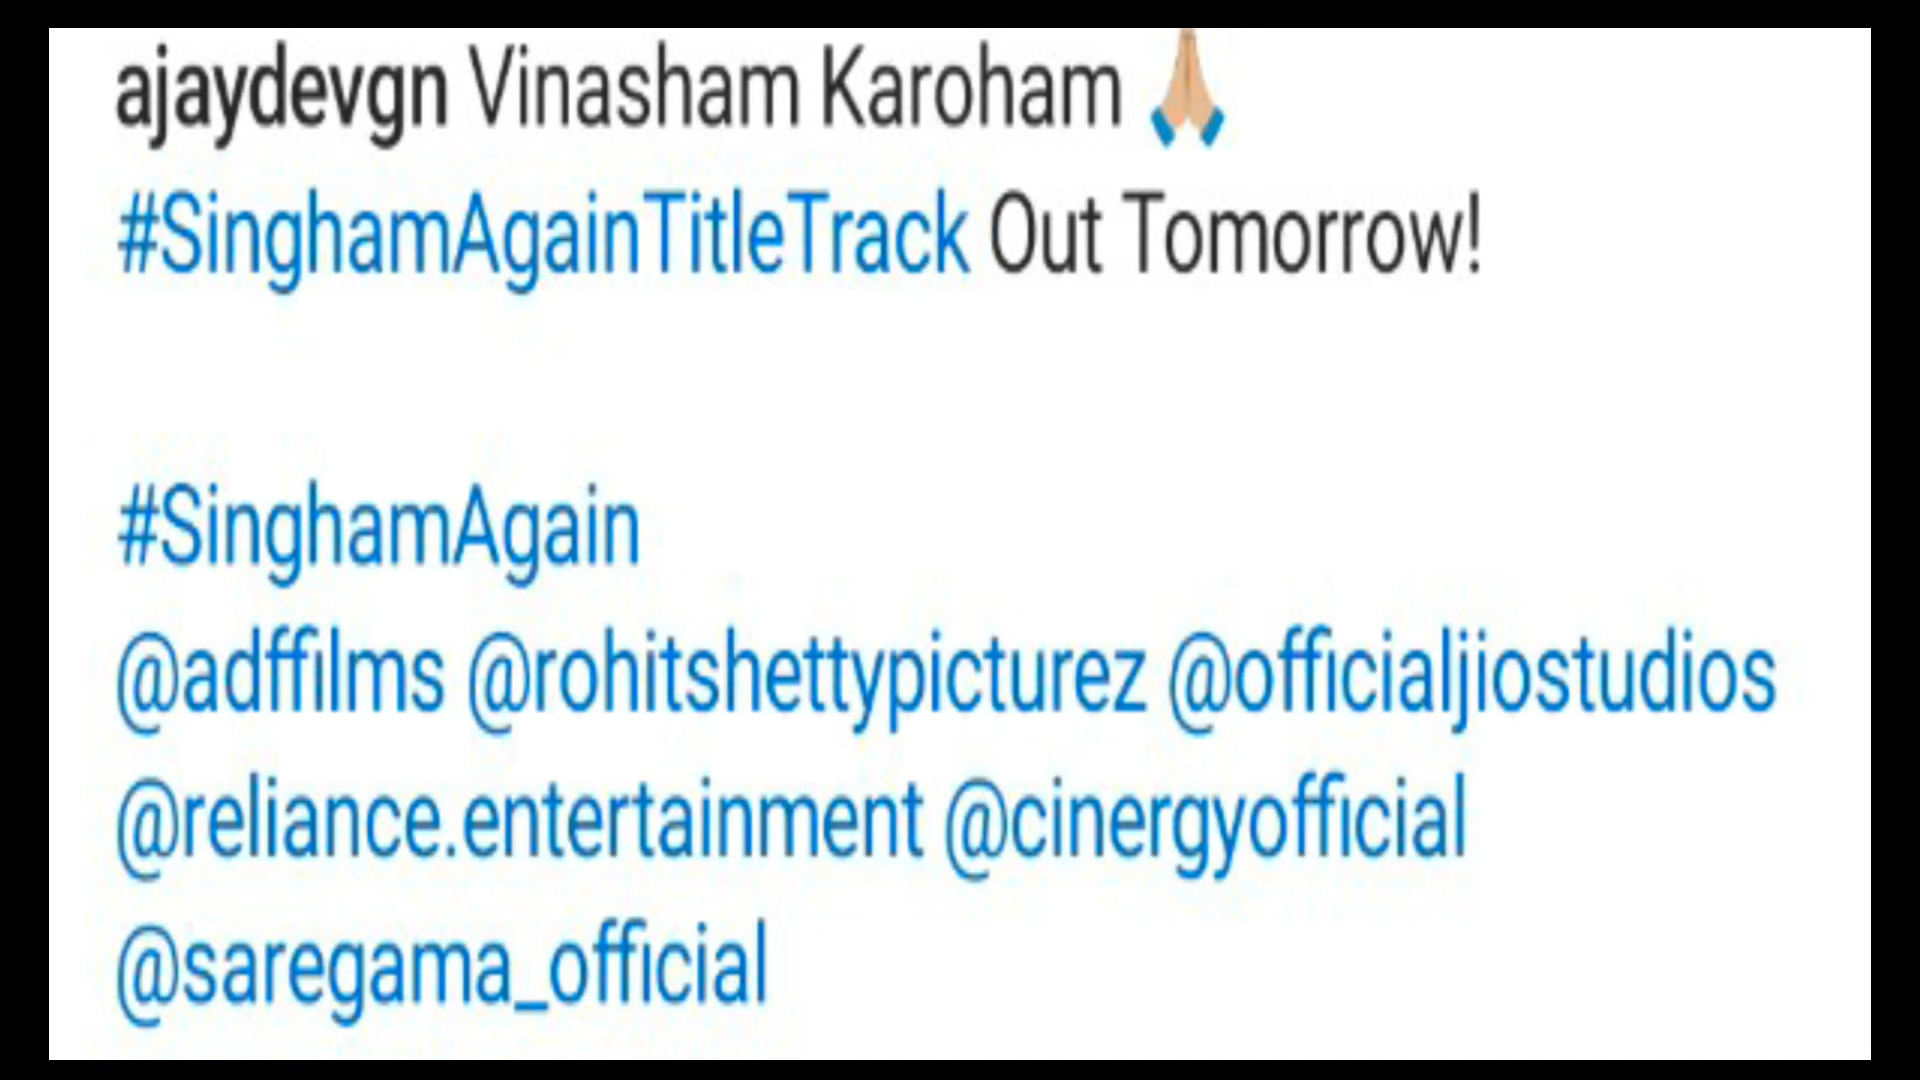 ajaydevgn Vinasham Karoham 🙏🏼
#SinghamAgainTitleTrack Out Tomorrow!
#SinghamAgain
@adffilms @rohitshettypicturez @officialjiostudios
@reliance.entertainment @cinergyofficial
@saregama_official